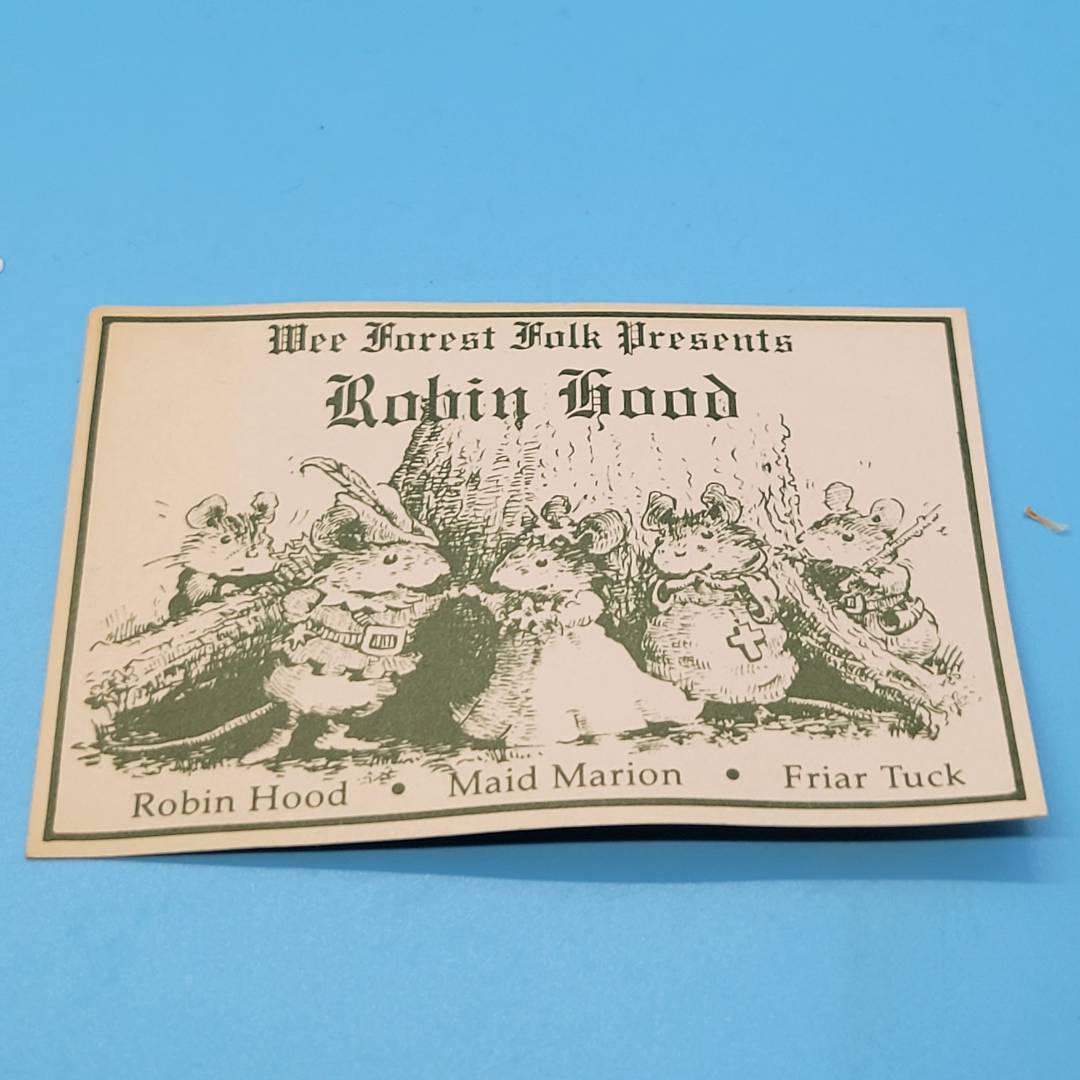 Wee Forest Folk Presents
Robin Hood
Robin Hood • Maid Marion • Friar Tuck